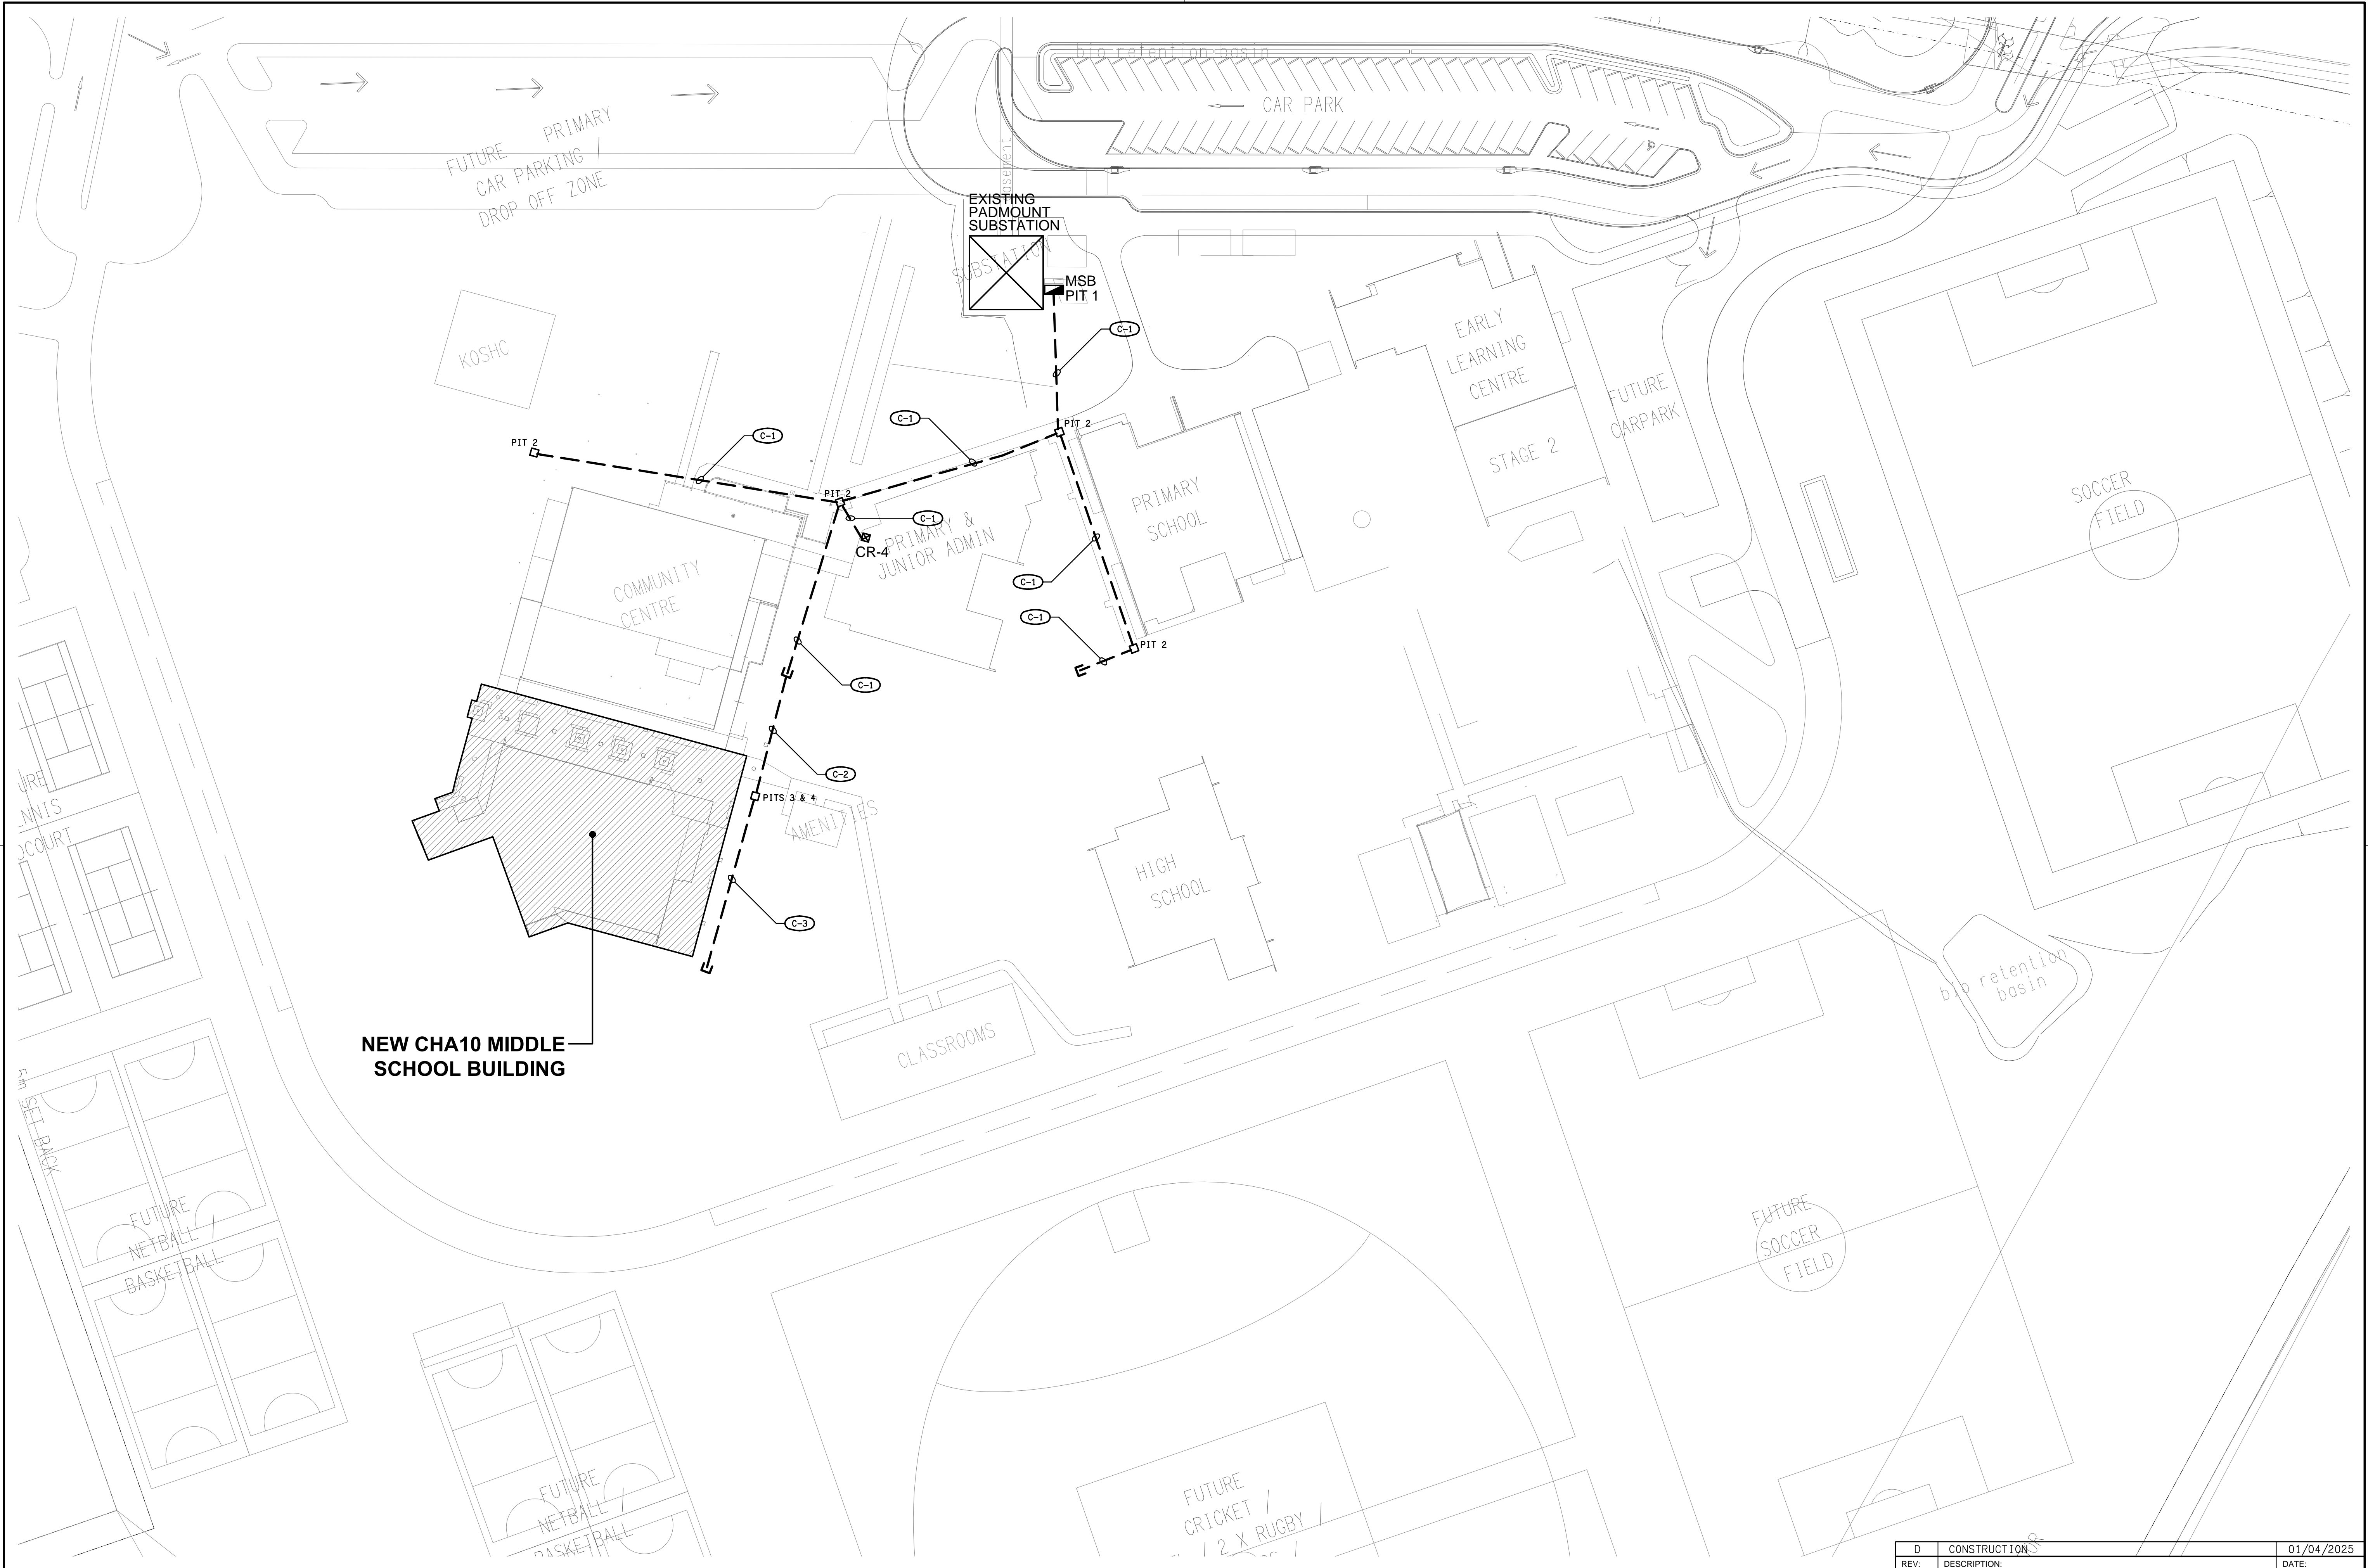 bio retention basin
CAR PARK
FUTURE PRIMARY
CAR PARKING /
DROP OFF ZONE
EXISTING
PADMOUNT
SUBSTATION
SUBSTATION
MSB
PIT 1
C-1
KOSHC
EARLY
LEARNING
CENTRE
STAGE 2
FUTURE
CARPARK
SOCCER
FIELD
PIT 2
C-1
C-1
PIT 2
PIT 2
C-1
CR-4
PRIMARY &
JUNIOR ADMIN
PRIMARY
SCHOOL
C-1
C-1
PIT 2
COMMUNITY
CENTRE
C-1
C-2
PITS 3 & 4
AMENITIES
C-3
HIGH
SCHOOL
NEW CHA10 MIDDLE
SCHOOL BUILDING
CLASSROOMS
bio retention
basin
SET BACK
FUTURE
NETBALL /
BASKETBALL
FUTURE
SOCCER
FIELD
FUTURE
NETBALL /
BASKETBALL
FUTURE
CRICKET /
/ 2 X RUGBY /
D CONSTRUCTION 01/04/2025
REV: DESCRIPTION: DATE: